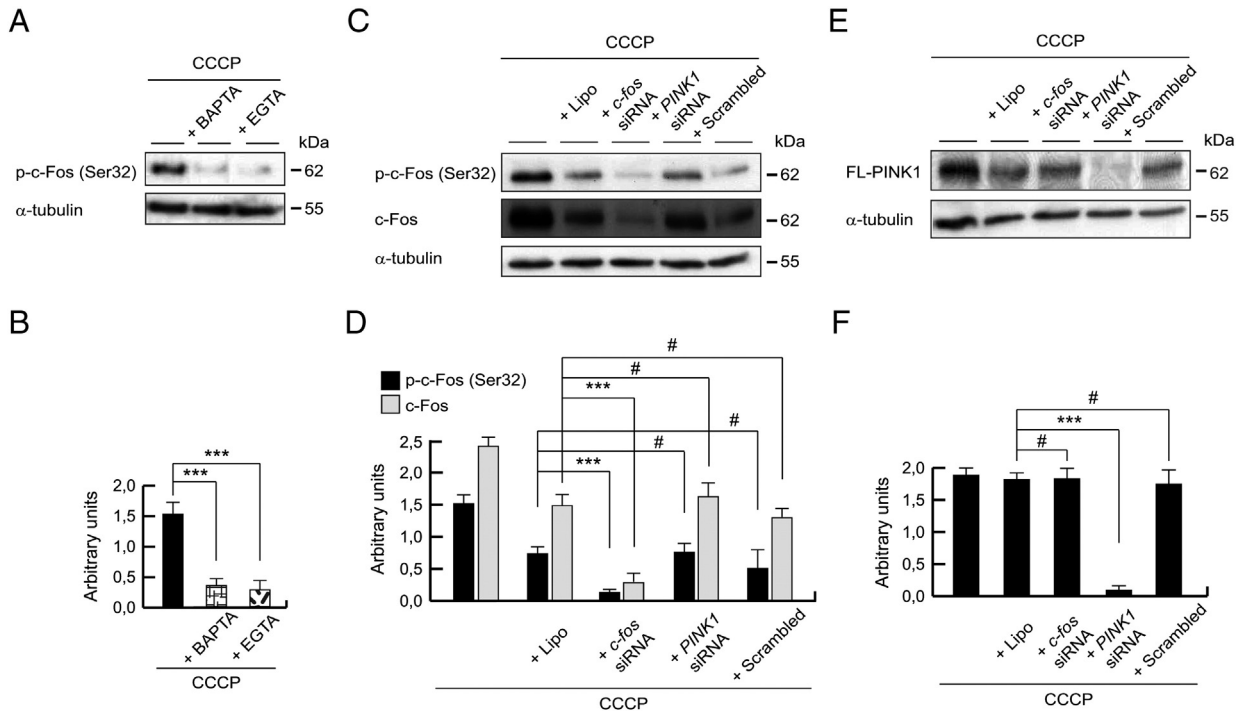 A
CCCP
+ BAPTA
+ EGTA
kDa
p-c-Fos (Ser32)
62
α-tubulin
55
B
***
***
2,0
1,5
1,0
0,5
0,0
Arbitrary units
+ BAPTA
+ EGTA
CCCP
C
CCCP
+ Lipo
+ c-fos
siRNA
+ PINK1
siRNA
+ Scrambled
kDa
p-c-Fos (Ser32)
62
c-Fos
62
α-tubulin
55
D
p-c-Fos (Ser32)
c-Fos
#
#
***
#
#
***
2,5
2,0
1,5
1,0
0,5
0,0
Arbitrary units
+ Lipo
+ c-fos
siRNA
+ PINK1
siRNA
+ Scrambled
CCCP
E
CCCP
+ Lipo
+ c-fos
siRNA
+ PINK1
siRNA
+ Scrambled
kDa
FL-PINK1
62
α-tubulin
55
F
#
***
#
2,0
1,5
1,0
0,5
0,0
Arbitrary units
+ Lipo
+ c-fos
siRNA
+ PINK1
siRNA
+ Scrambled
CCCP